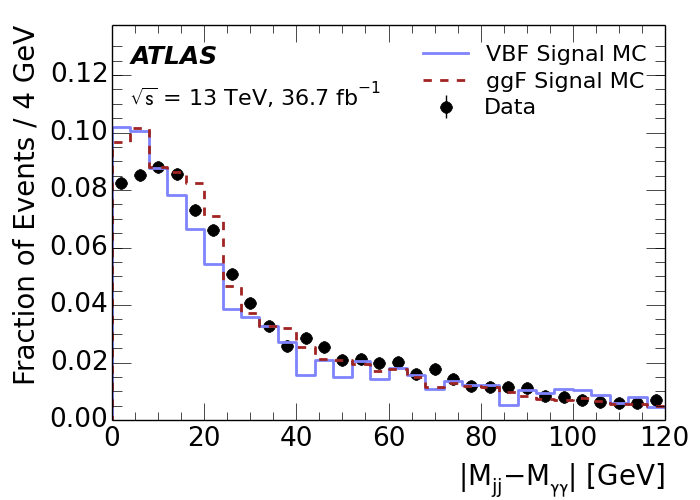 ATLAS
√s = 13 TeV, 36.7 fb⁻¹
VBF Signal MC
ggF Signal MC
Data
Fraction of Events / 4 GeV
0.12
0.10
0.08
0.06
0.04
0.02
0.00
0 20 40 60 80 100 120
|Mjj−Mγγ| [GeV]